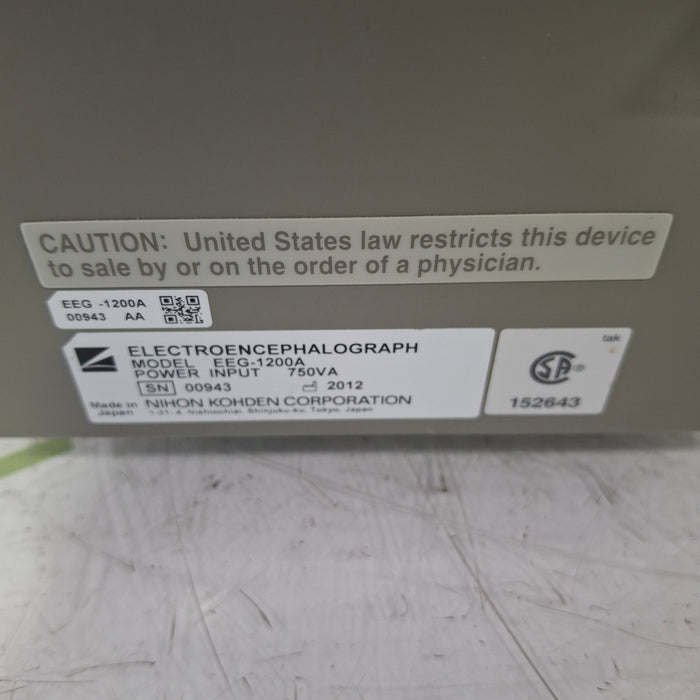 CAUTION: United States law restricts this device
to sale by or on the order of a physician.
EEG -1200A
00943 AA
ELECTROENCEPHALOGRAPH
MODEL EEG-1200A
POWER INPUT 750VA
SN 00943 2012
Made in Japan NIHON KOHDEN CORPORATION
1-31-4, Nishiochiai, Shinjuku-ku, Tokyo, Japan
tak
SA ®
152643